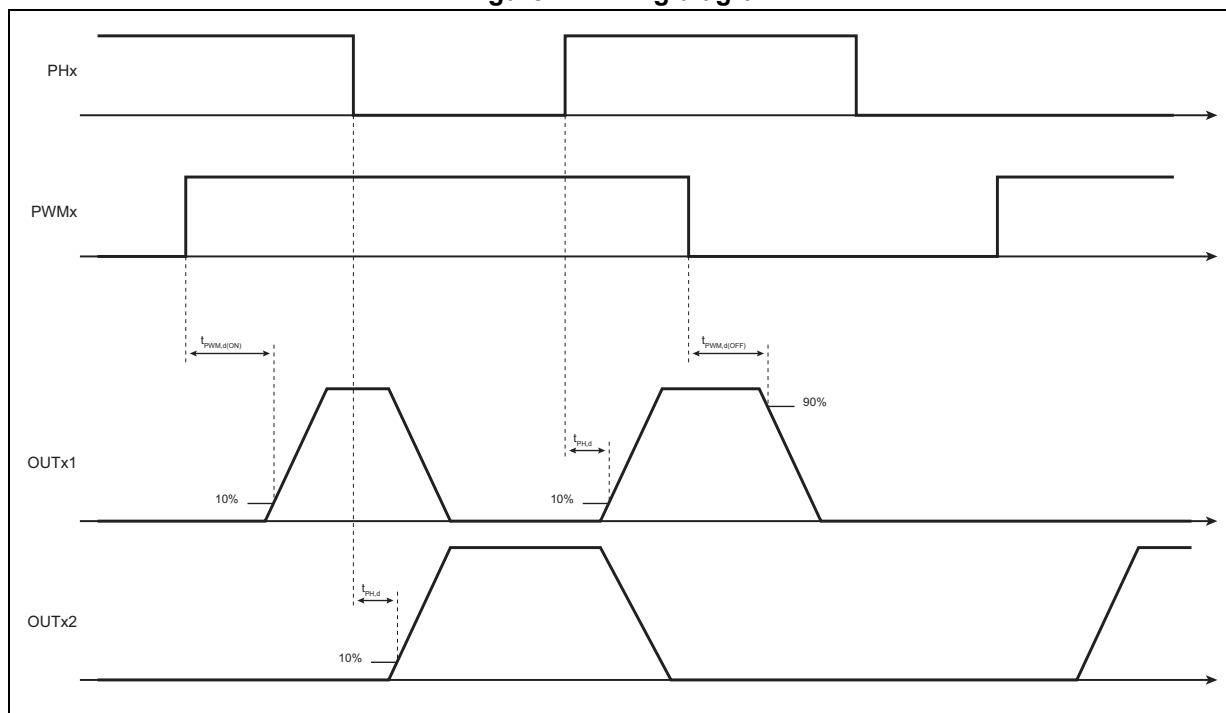 PHx
PWMx
tPWM,d(ON)
tPWM,d(OFF)
90%
tPH,d
OUTx1
10%
10%
tPH,d
OUTx2
10%